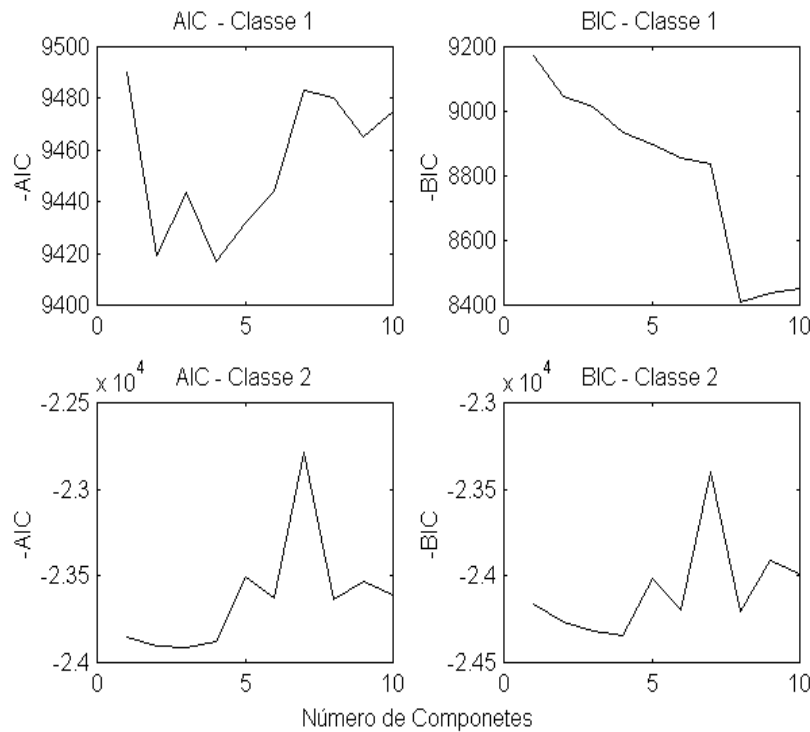 AIC - Classe 1
9500
9480
9460
9440
9420
9400
-AIC
0
5
10
BIC - Classe 1
9200
9000
8800
8600
8400
-BIC
0
5
10
AIC - Classe 2
x 10^4
-2.25
-2.3
-2.35
-2.4
-AIC
0
5
10
BIC - Classe 2
x 10^4
-2.3
-2.35
-2.4
-2.45
-BIC
0
5
10
Número de Componetes